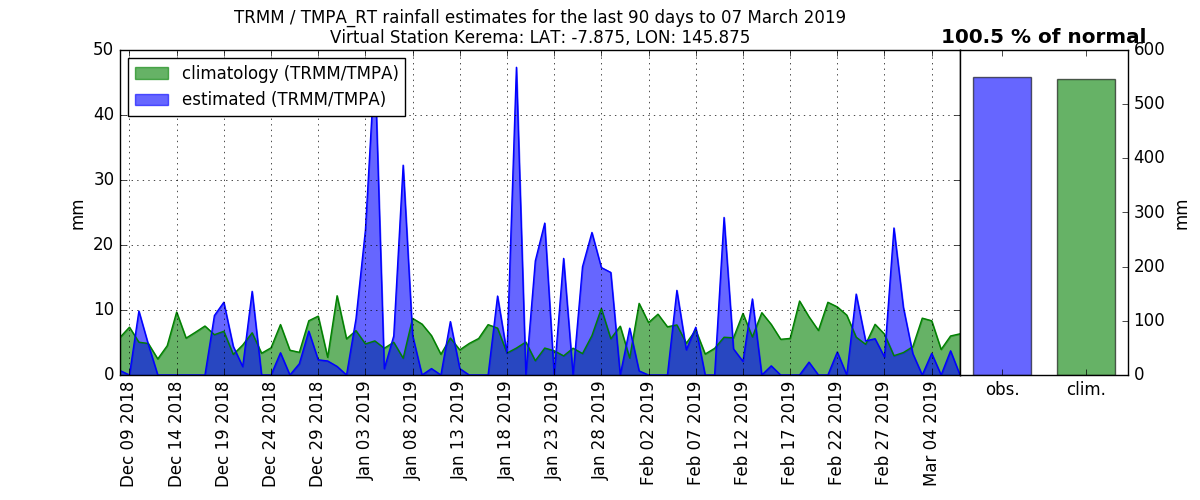 TRMM / TMPA_RT rainfall estimates for the last 90 days to 07 March 2019
Virtual Station Kerema: LAT: -7.875, LON: 145.875
100.5 % of normal
climatology (TRMM/TMPA)
estimated (TRMM/TMPA)
50
40
30
20
10
0
mm
600
500
400
300
200
100
0
mm
Dec 09 2018
Dec 14 2018
Dec 19 2018
Dec 24 2018
Dec 29 2018
Jan 03 2019
Jan 08 2019
Jan 13 2019
Jan 18 2019
Jan 23 2019
Jan 28 2019
Feb 02 2019
Feb 07 2019
Feb 12 2019
Feb 17 2019
Feb 22 2019
Feb 27 2019
Mar 04 2019
obs.
clim.